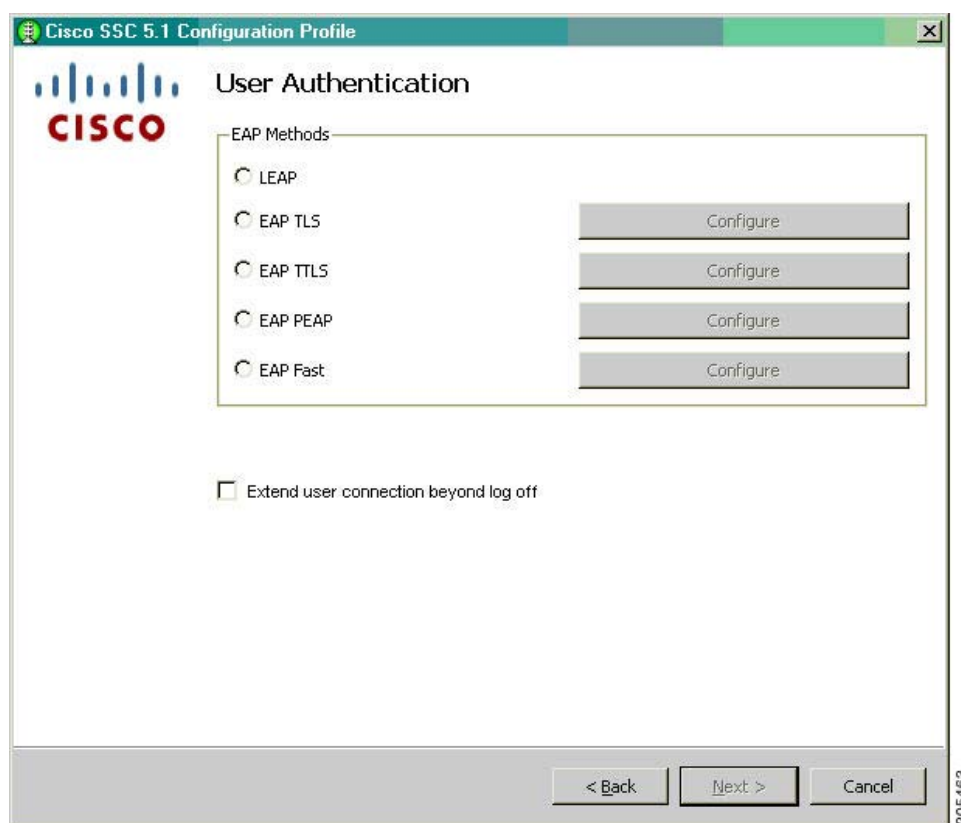 Cisco SSC 5.1 Configuration Profile
CISCO
User Authentication
EAP Methods
LEAP
EAP TLS
Configure
EAP TTLS
Configure
EAP PEAP
Configure
EAP Fast
Configure
Extend user connection beyond log off
< Back
Next >
Cancel